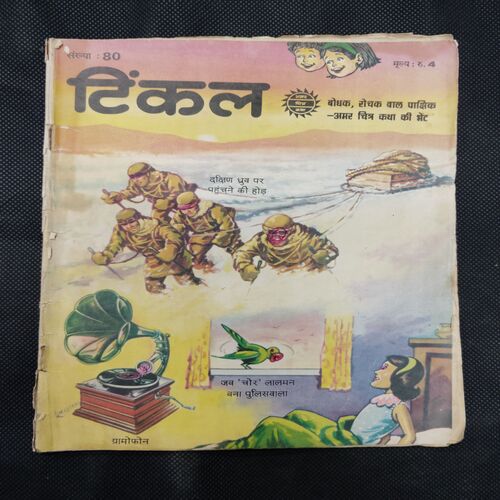 संख्या : 80
मूल्य : रु. 4
टिंकल
बोधक, रोचक बाल पाक्षिक
–अमर चित्र कथा की भेंट
दक्षिण ध्रुव पर
पहुंचने की होड़
जब 'चोर' लालमन
बना पुलिसवाला
ग्रामोफोन